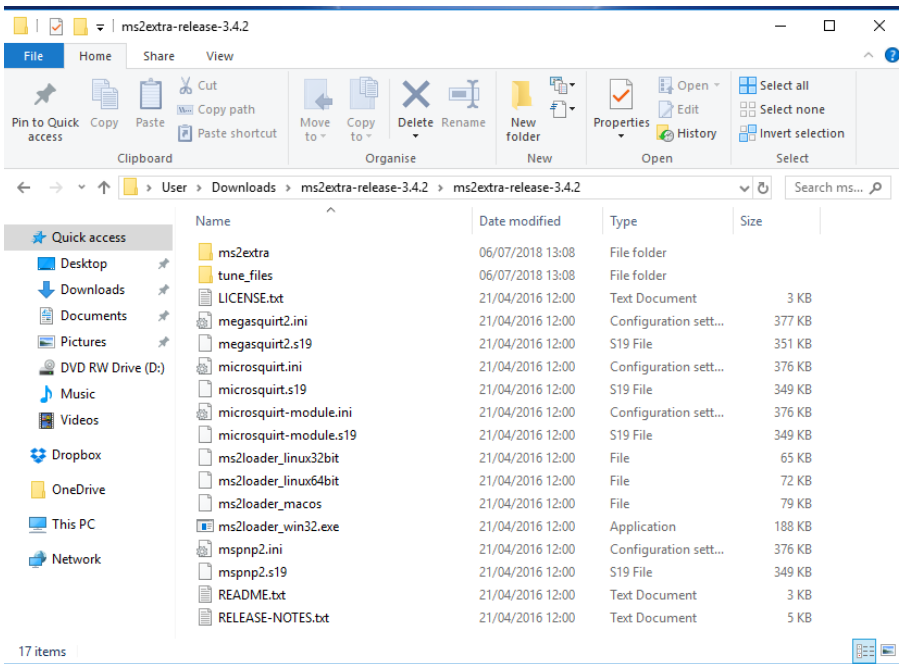 ms2extra-release-3.4.2
File Home Share View
Pin to Quick access
Copy
Paste
Cut
Copy path
Paste shortcut
Clipboard
Move to
Copy to
Delete
Rename
Organise
New folder
New
Properties
Open
Edit
History
Open
Select all
Select none
Invert selection
Select
User > Downloads > ms2extra-release-3.4.2 > ms2extra-release-3.4.2
Search ms...
Quick access
Desktop
Downloads
Documents
Pictures
DVD RW Drive (D:)
Music
Videos
Dropbox
OneDrive
This PC
Network
Name Date modified Type Size
ms2extra 06/07/2018 13:08 File folder
tune_files 06/07/2018 13:08 File folder
LICENSE.txt 21/04/2016 12:00 Text Document 3 KB
megasquirt2.ini 21/04/2016 12:00 Configuration sett... 377 KB
megasquirt2.s19 21/04/2016 12:00 S19 File 351 KB
microsquirt.ini 21/04/2016 12:00 Configuration sett... 376 KB
microsquirt.s19 21/04/2016 12:00 S19 File 349 KB
microsquirt-module.ini 21/04/2016 12:00 Configuration sett... 376 KB
microsquirt-module.s19 21/04/2016 12:00 S19 File 349 KB
ms2loader_linux32bit 21/04/2016 12:00 File 65 KB
ms2loader_linux64bit 21/04/2016 12:00 File 72 KB
ms2loader_macos 21/04/2016 12:00 File 79 KB
ms2loader_win32.exe 21/04/2016 12:00 Application 188 KB
mspnp2.ini 21/04/2016 12:00 Configuration sett... 376 KB
mspnp2.s19 21/04/2016 12:00 S19 File 349 KB
README.txt 21/04/2016 12:00 Text Document 3 KB
RELEASE-NOTES.txt 21/04/2016 12:00 Text Document 5 KB
17 items